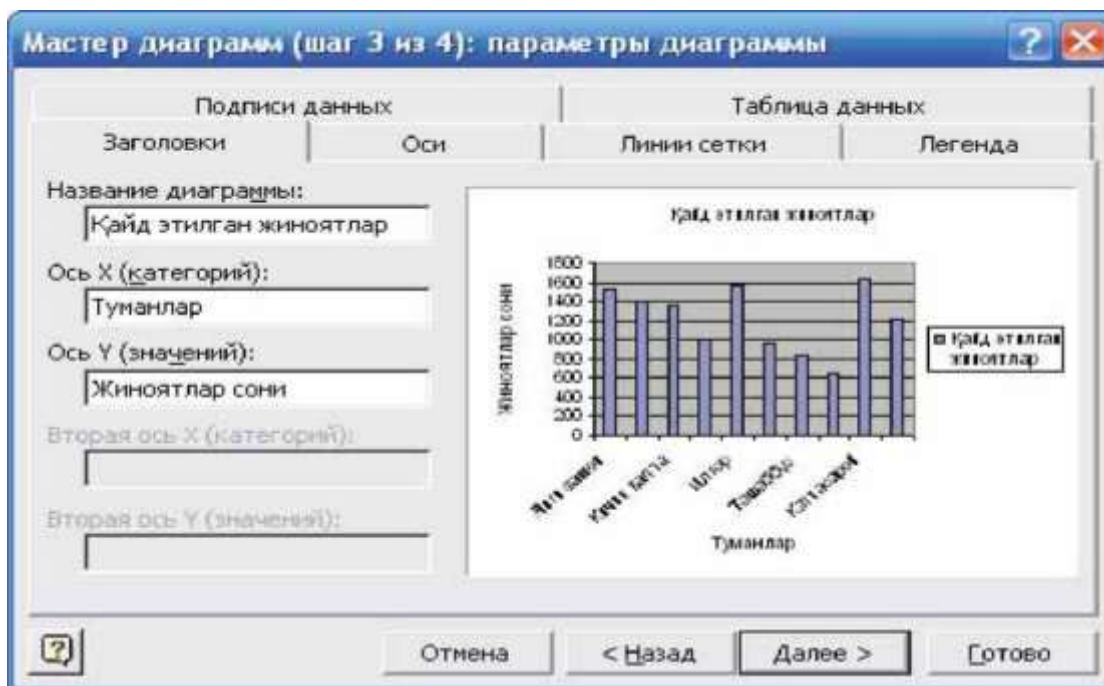 Мастер диаграмм (шаг 3 из 4): параметры диаграммы
Подписи данных
Таблица данных
Заголовки
Оси
Линии сетки
Легенда
Название диаграммы:
Қайд этилган жиноятлар
Ось X (категорий):
Туманлар
Ось Y (значений):
Жиноятлар сони
Вторая ось X (категорий):
Вторая ось Y (значений):
Қайд этилган жиноятлар
Жиноятлар сони
1800
1600
1400
1200
1000
800
600
400
200
0
Илғор
Туманлар
Қайд этилган
жиноятлар
Отмена
< Назад
Далее >
Готово